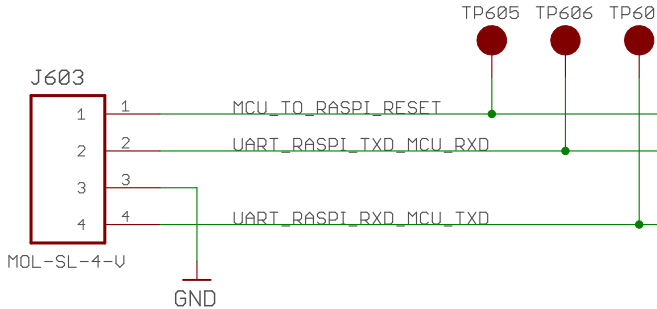 TP605 TP606 TP60
J603
1 1 MCU_TO_RASPI_RESET
2 2 UART_RASPI_TXD_MCU_RXD
3 3
4 4 UART_RASPI_RXD_MCU_TXD
MOL-SL-4-V
GND